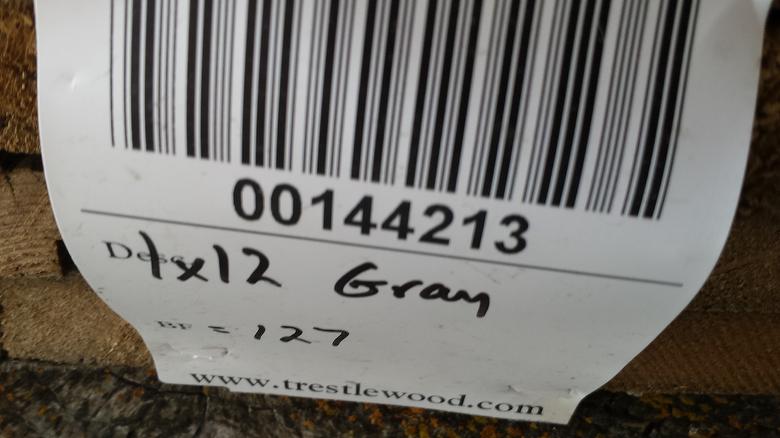 00144213
Desc 1x12 Gray
BF = 127
www.trestlewood.com